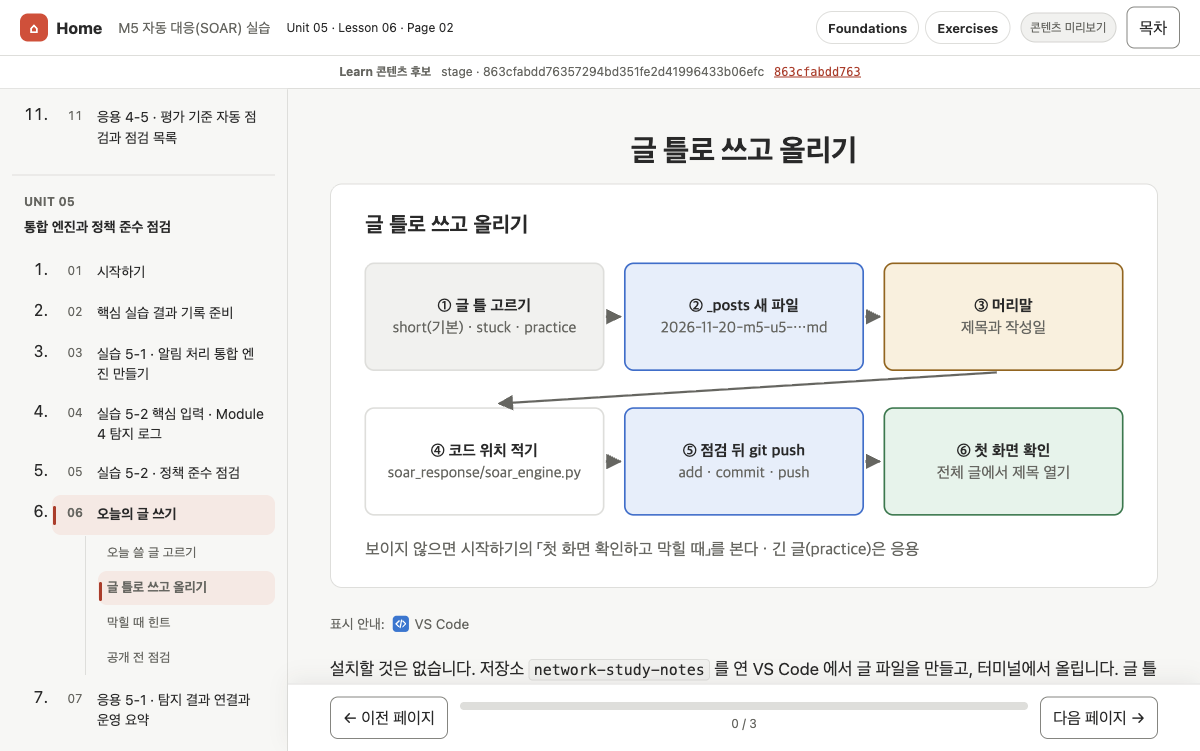 Home M5 자동 대응(SOAR) 실습 Unit 05 · Lesson 06 · Page 02 Foundations Exercises 콘텐츠 미리보기 목차
Learn 콘텐츠 후보 stage · 863cfabdd76357294bd351fe2d41996433b06efc 863cfabdd763
11. 11 응용 4-5 · 평가 기준 자동 점
검과 점검 목록
UNIT 05
통합 엔진과 정책 준수 점검
1. 01 시작하기
2. 02 핵심 실습 결과 기록 준비
3. 03 실습 5-1 · 알림 처리 통합 엔
진 만들기
4. 04 실습 5-2 핵심 입력 · Module
4 탐지 로그
5. 05 실습 5-2 · 정책 준수 점검
6. 06 오늘의 글 쓰기
오늘 쓸 글 고르기
글 틀로 쓰고 올리기
막힐 때 힌트
공개 전 점검
7. 07 응용 5-1 · 탐지 결과 연결과
운영 요약
글 틀로 쓰고 올리기
글 틀로 쓰고 올리기
① 글 틀 고르기
short(기본) · stuck · practice
② _posts 새 파일
2026-11-20-m5-u5-···md
③ 머리말
제목과 작성일
④ 코드 위치 적기
soar_response/soar_engine.py
⑤ 점검 뒤 git push
add · commit · push
⑥ 첫 화면 확인
전체 글에서 제목 열기
보이지 않으면 시작하기의 「첫 화면 확인하고 막힐 때」를 본다 · 긴 글(practice)은 응용
표시 안내: VS Code
설치할 것은 없습니다. 저장소 network-study-notes 를 연 VS Code 에서 글 파일을 만들고, 터미널에서 올립니다. 글 틀
← 이전 페이지
0 / 3
다음 페이지 →